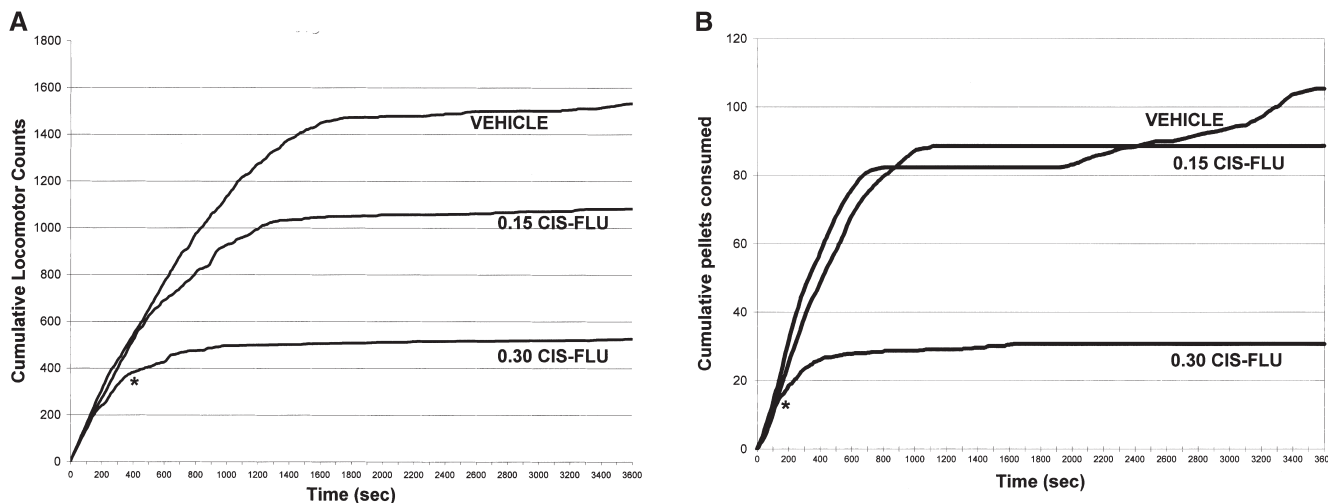 A
1800
1600
1400
1200
1000
800
600
400
200
0
Cumulative Locomotor Counts
VEHICLE
0.15 CIS-FLU
0.30 CIS-FLU
*
0 200 400 600 800 1000 1200 1400 1600 1800 2000 2200 2400 2600 2800 3000 3200 3400 3600
Time (sec)
B
120
100
80
60
40
20
0
Cumulative pellets consumed
VEHICLE
0.15 CIS-FLU
0.30 CIS-FLU
*
0 200 400 600 800 1000 1200 1400 1600 1800 2000 2200 2400 2600 2800 3000 3200 3400 3600
Time (sec)